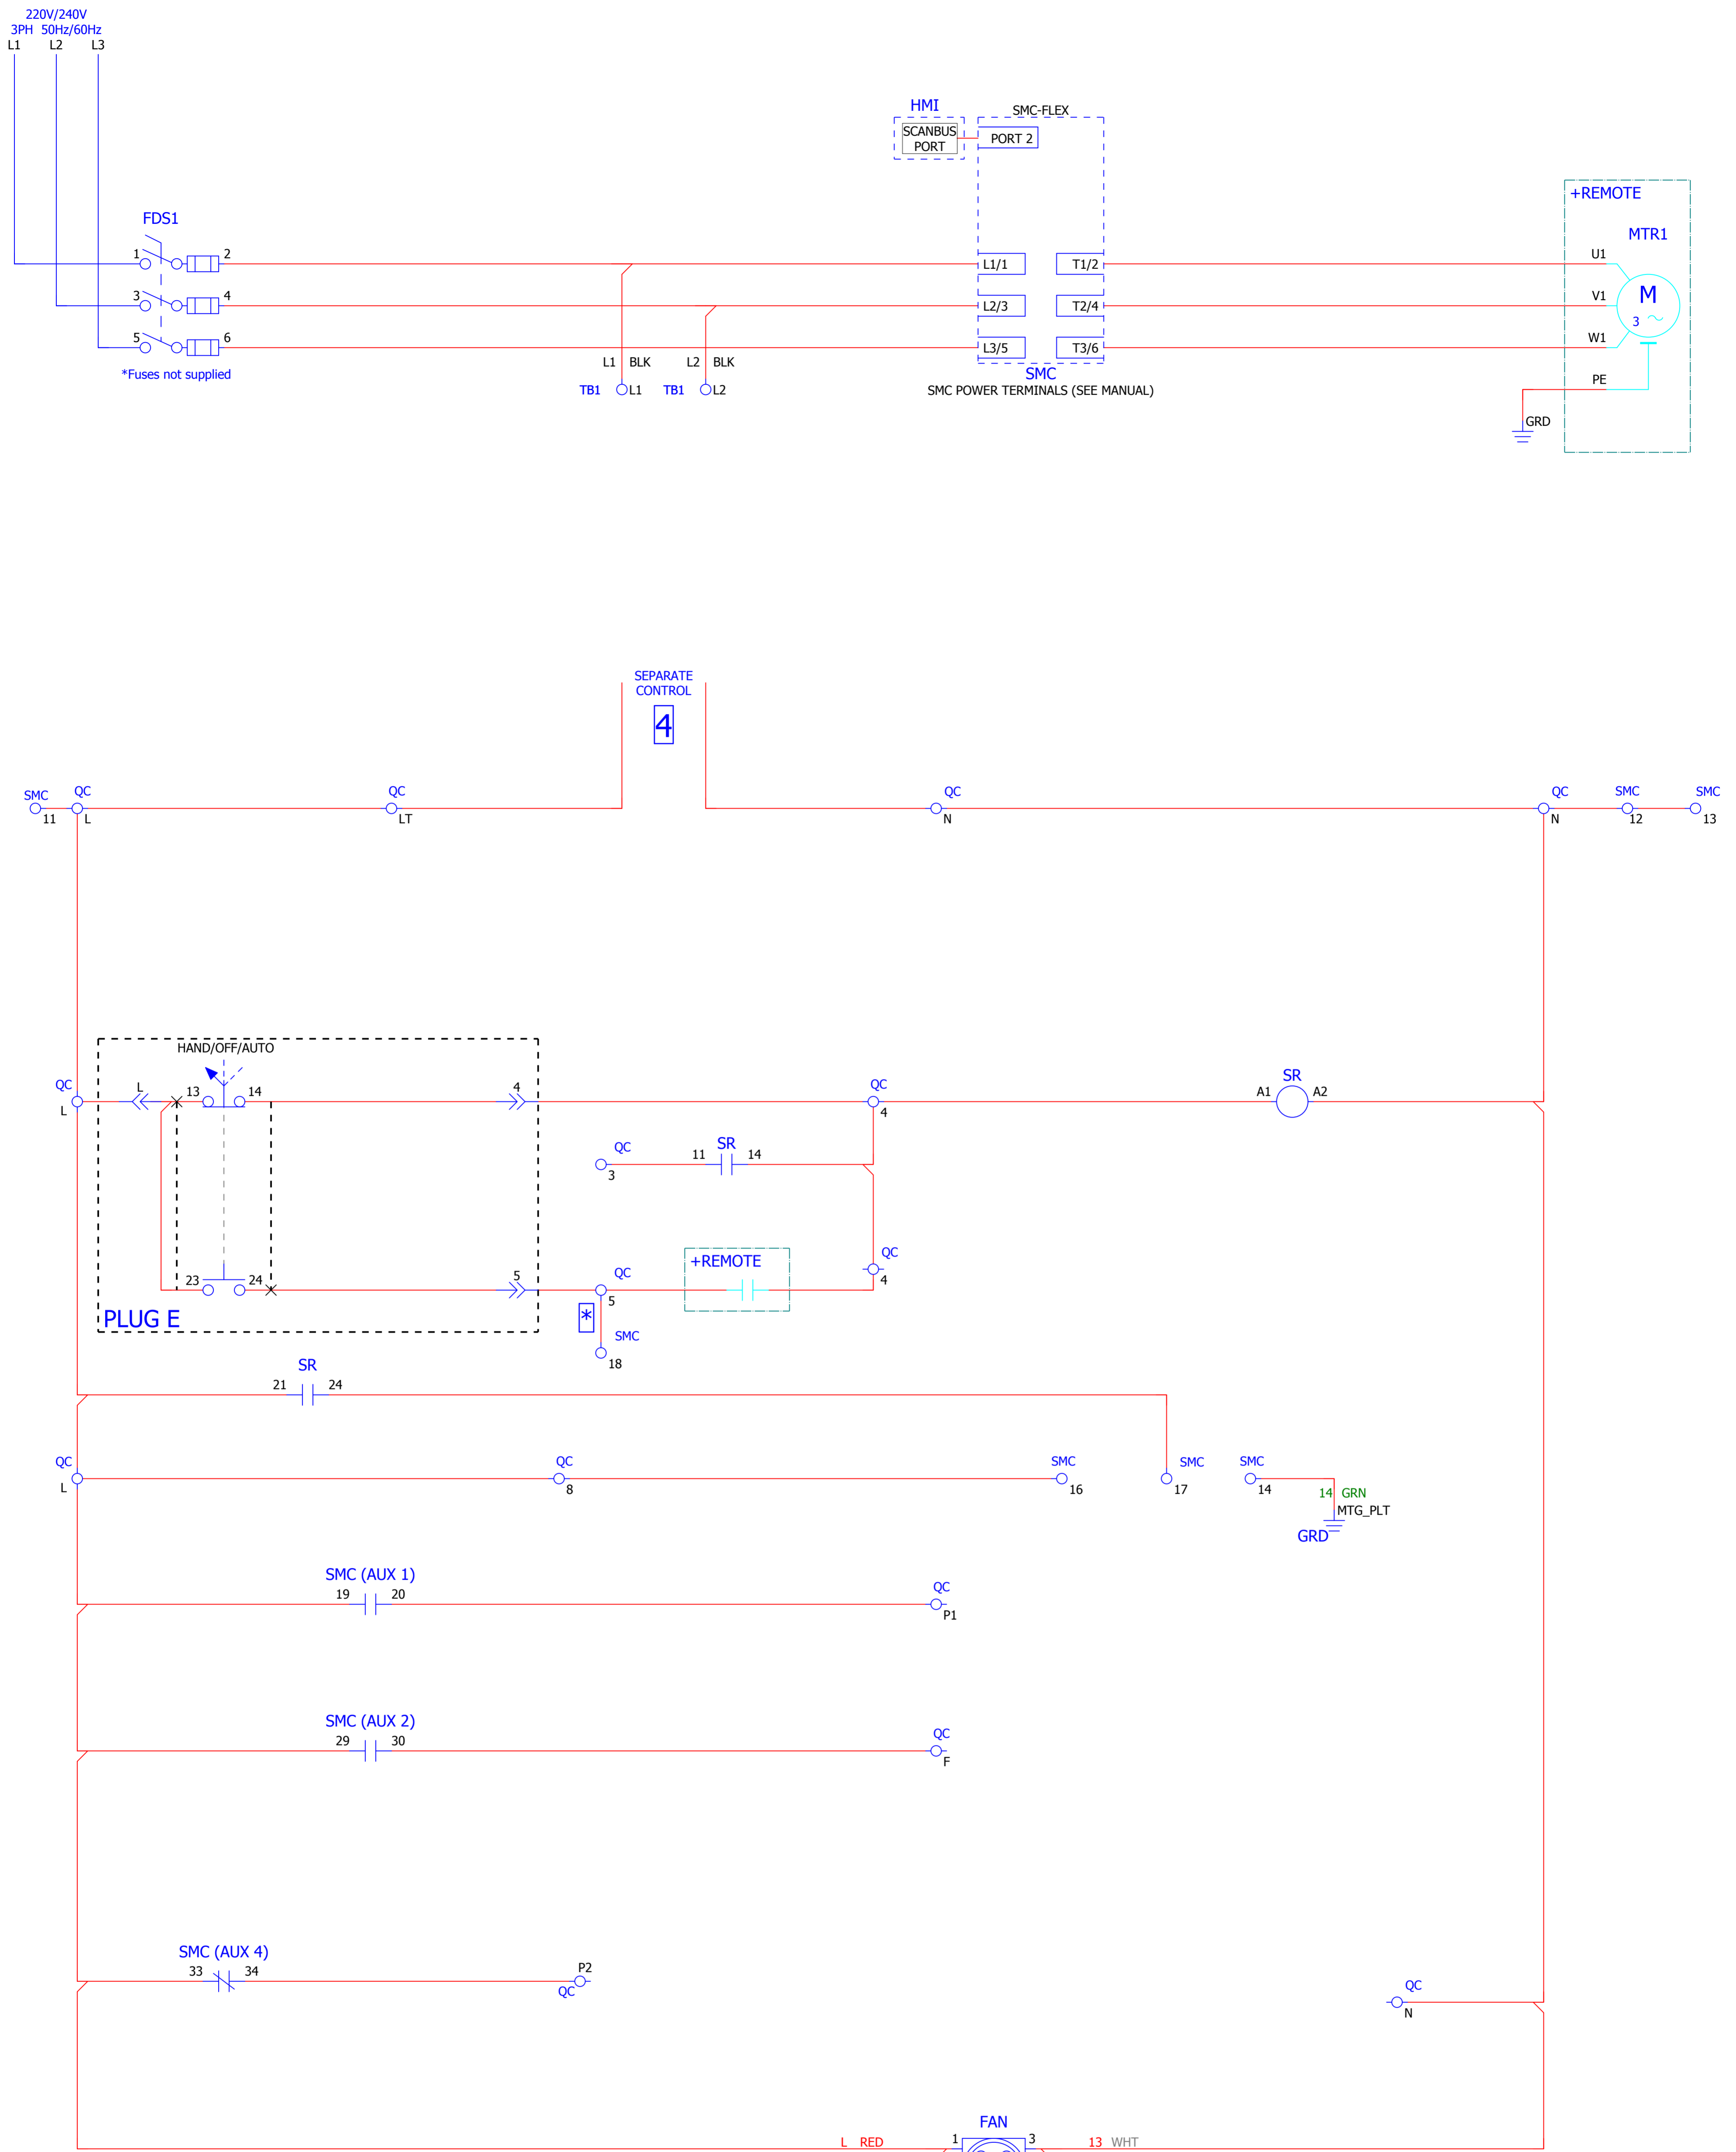 220V/240V
3PH 50Hz/60Hz
L1 L2 L3
HMI
SCANBUS
PORT
SMC-FLEX
PORT 2
+REMOTE
MTR1
FDS1
1 2
3 4
5 6
*Fuses not supplied
L1/1 T1/2
L2/3 T2/4
L3/5 T3/6
SMC
SMC POWER TERMINALS (SEE MANUAL)
U1
V1
W1
PE
M
3
GRD
L1 BLK L2 BLK
TB1 L1 TB1 L2
SEPARATE
CONTROL
4
SMC QC QC QC QC SMC SMC
11 L LT N N 12 13
HAND/OFF/AUTO
QC L 13 14 4 QC A1 SR A2
L 4
QC 11 SR 14
3
+REMOTE QC
4
23 24 5 QC
5
PLUG E
*
SMC
18
SR
21 24
QC QC SMC SMC SMC
L 8 16 17 14
14 GRN
MTG_PLT
GRD
SMC (AUX 1)
19 20 QC
P1
SMC (AUX 2)
29 30 QC
F
SMC (AUX 4)
33 34 P2
QC
QC
N
FAN
L RED 1 3 13 WHT